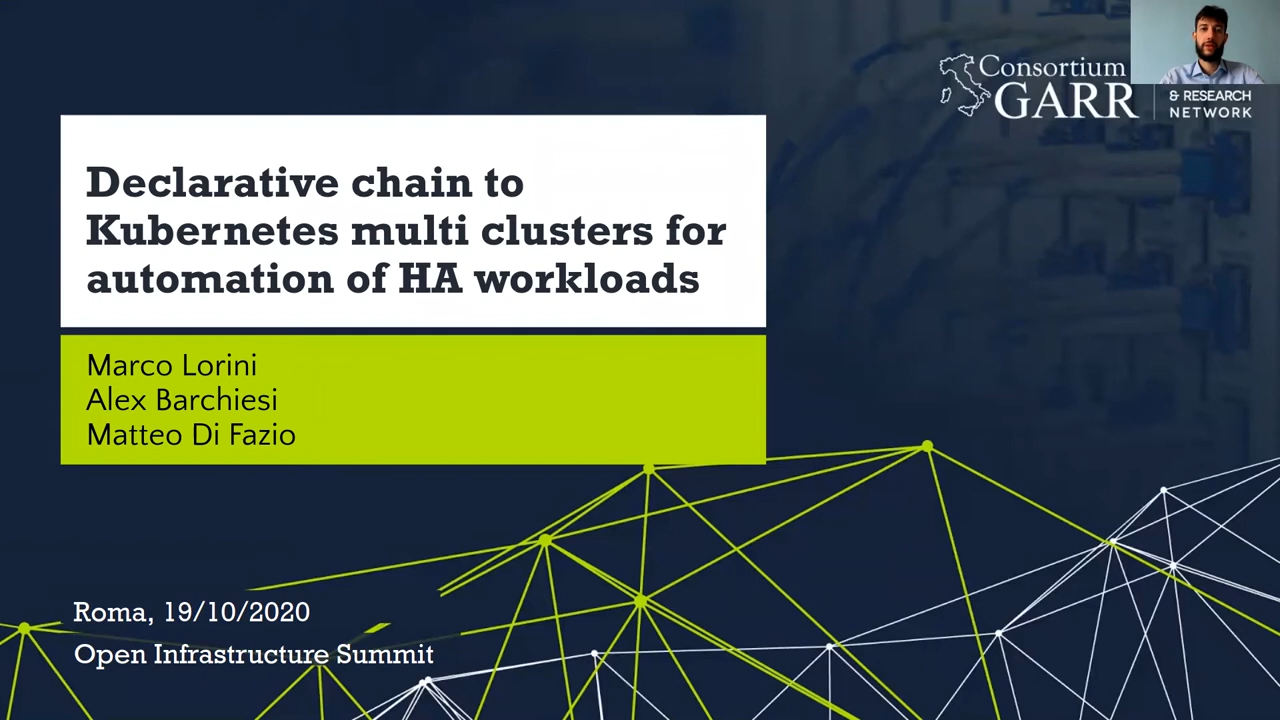 Consortium
GARR
& RESEARCH
NETWORK
Declarative chain to
Kubernetes multi clusters for
automation of HA workloads
Marco Lorini
Alex Barchiesi
Matteo Di Fazio
Roma, 19/10/2020
Open Infrastructure Summit